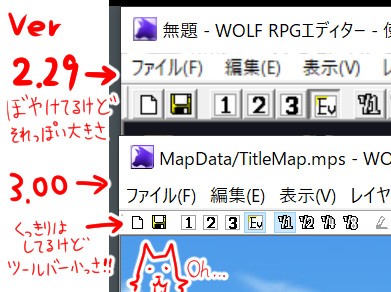 Ver
2.29→
ぼやけてるけど
それっぽい大きさ
無題 - WOLF RPGエディター - 使
ファイル(F) 編集(E) 表示(V) レ
1 2 3 Ev
3.00→
くっきりは
してるけど
ツールバー小っさ!!
MapData/TitleMap.mps - WO
ファイル(F) 編集(E) 表示(V) レイヤ
1 2 3 Ev
Oh...